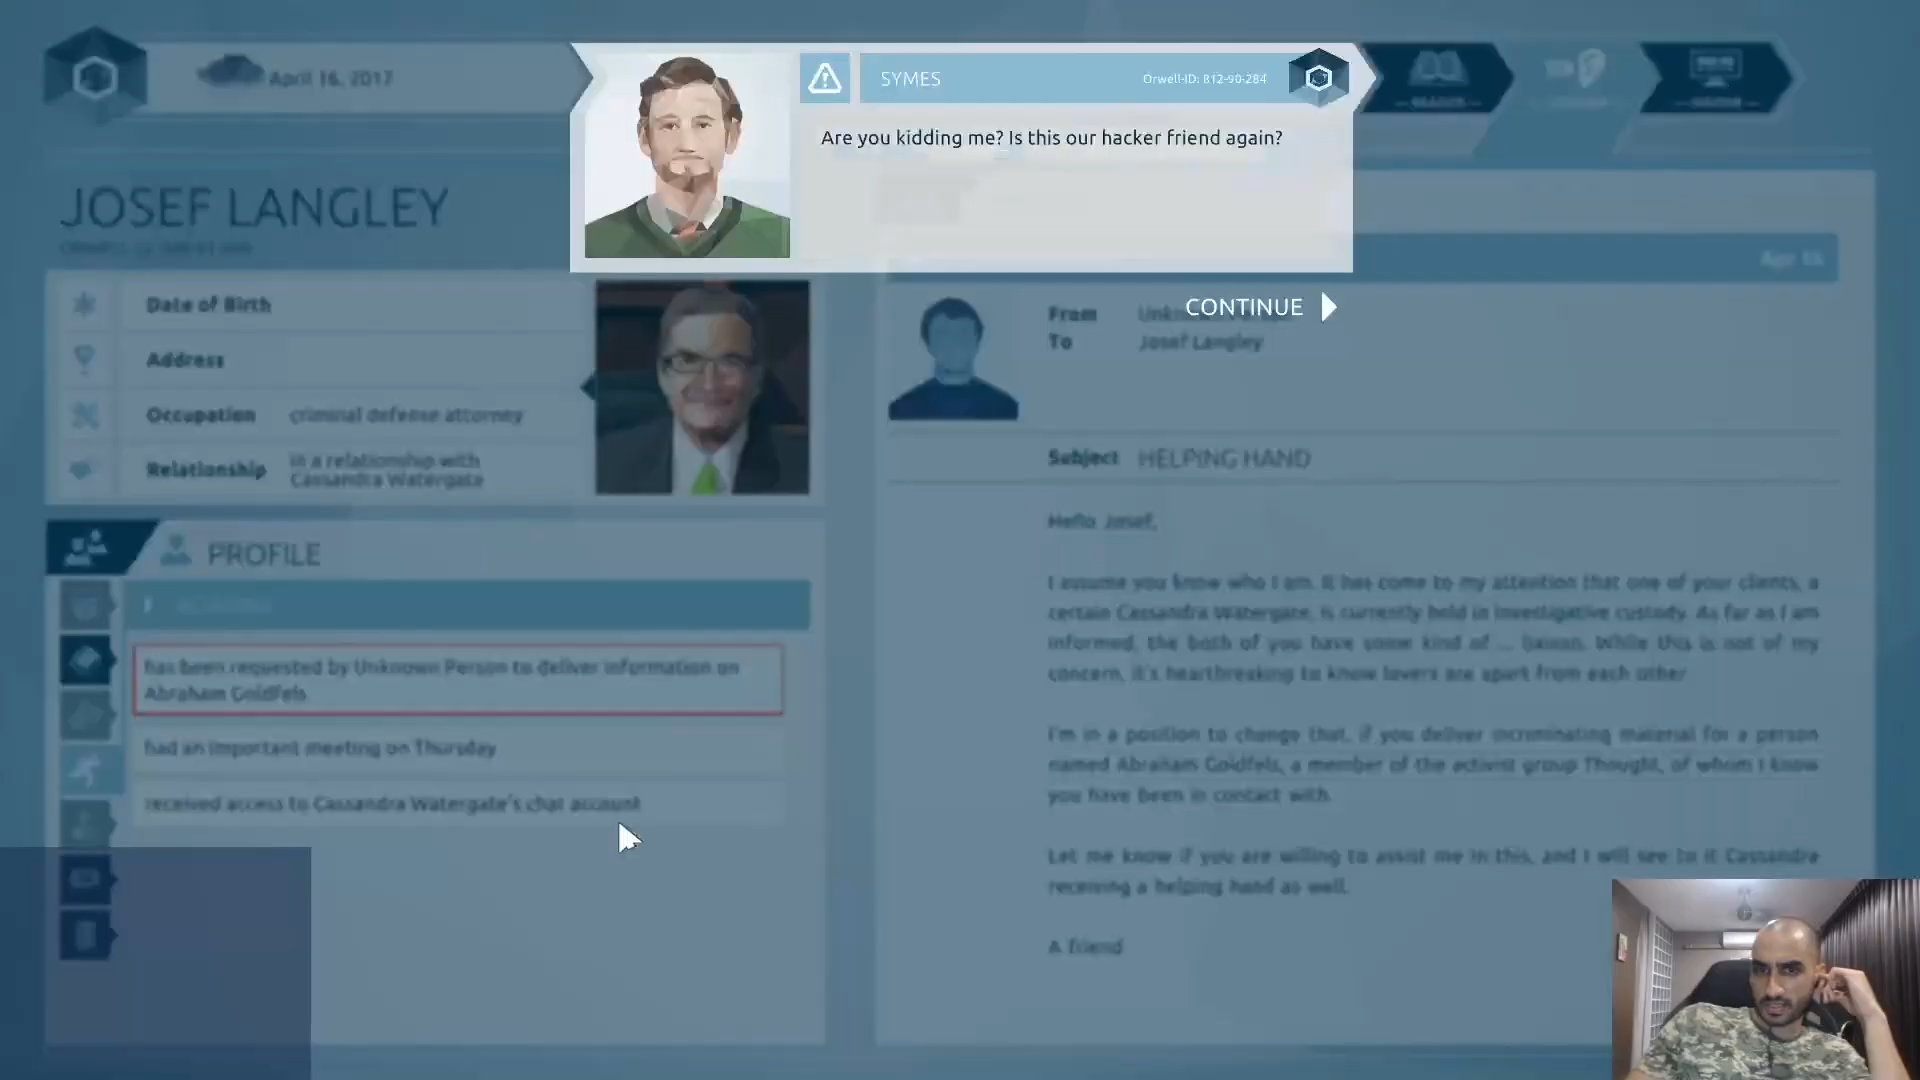 April 16, 2017
SYMES
Orwell-ID: 812-90-284
Are you kidding me? Is this our hacker friend again?
CONTINUE
JOSEF LANGLEY
Date of Birth
Address
Occupation criminal defense attorney
Relationship in a relationship with
Cassandra Watergate
PROFILE
has been requested by Unknown Person to deliver information on
Abraham Goldfels
had an important meeting on Thursday
received access to Cassandra Watergate's chat account
From
To Josef Langley
Subject HELPING HAND
Hello Josef,
I assume you know who I am. It has come to my attention that one of your clients, a
certain Cassandra Watergate, is currently held in investigative custody. As far as I am
informed, the both of you have some kind of ... liaison. While this is not of my
concern, it's heartbreaking to know lovers are apart from each other
I'm in a position to change that, if you deliver incriminating material for a person
named Abraham Goldfels, a member of the activist group Thought, of whom I know
you have been in contact with.
Let me know if you are willing to assist me in this, and I will see to it Cassandra
receiving a helping hand as well.
A friend